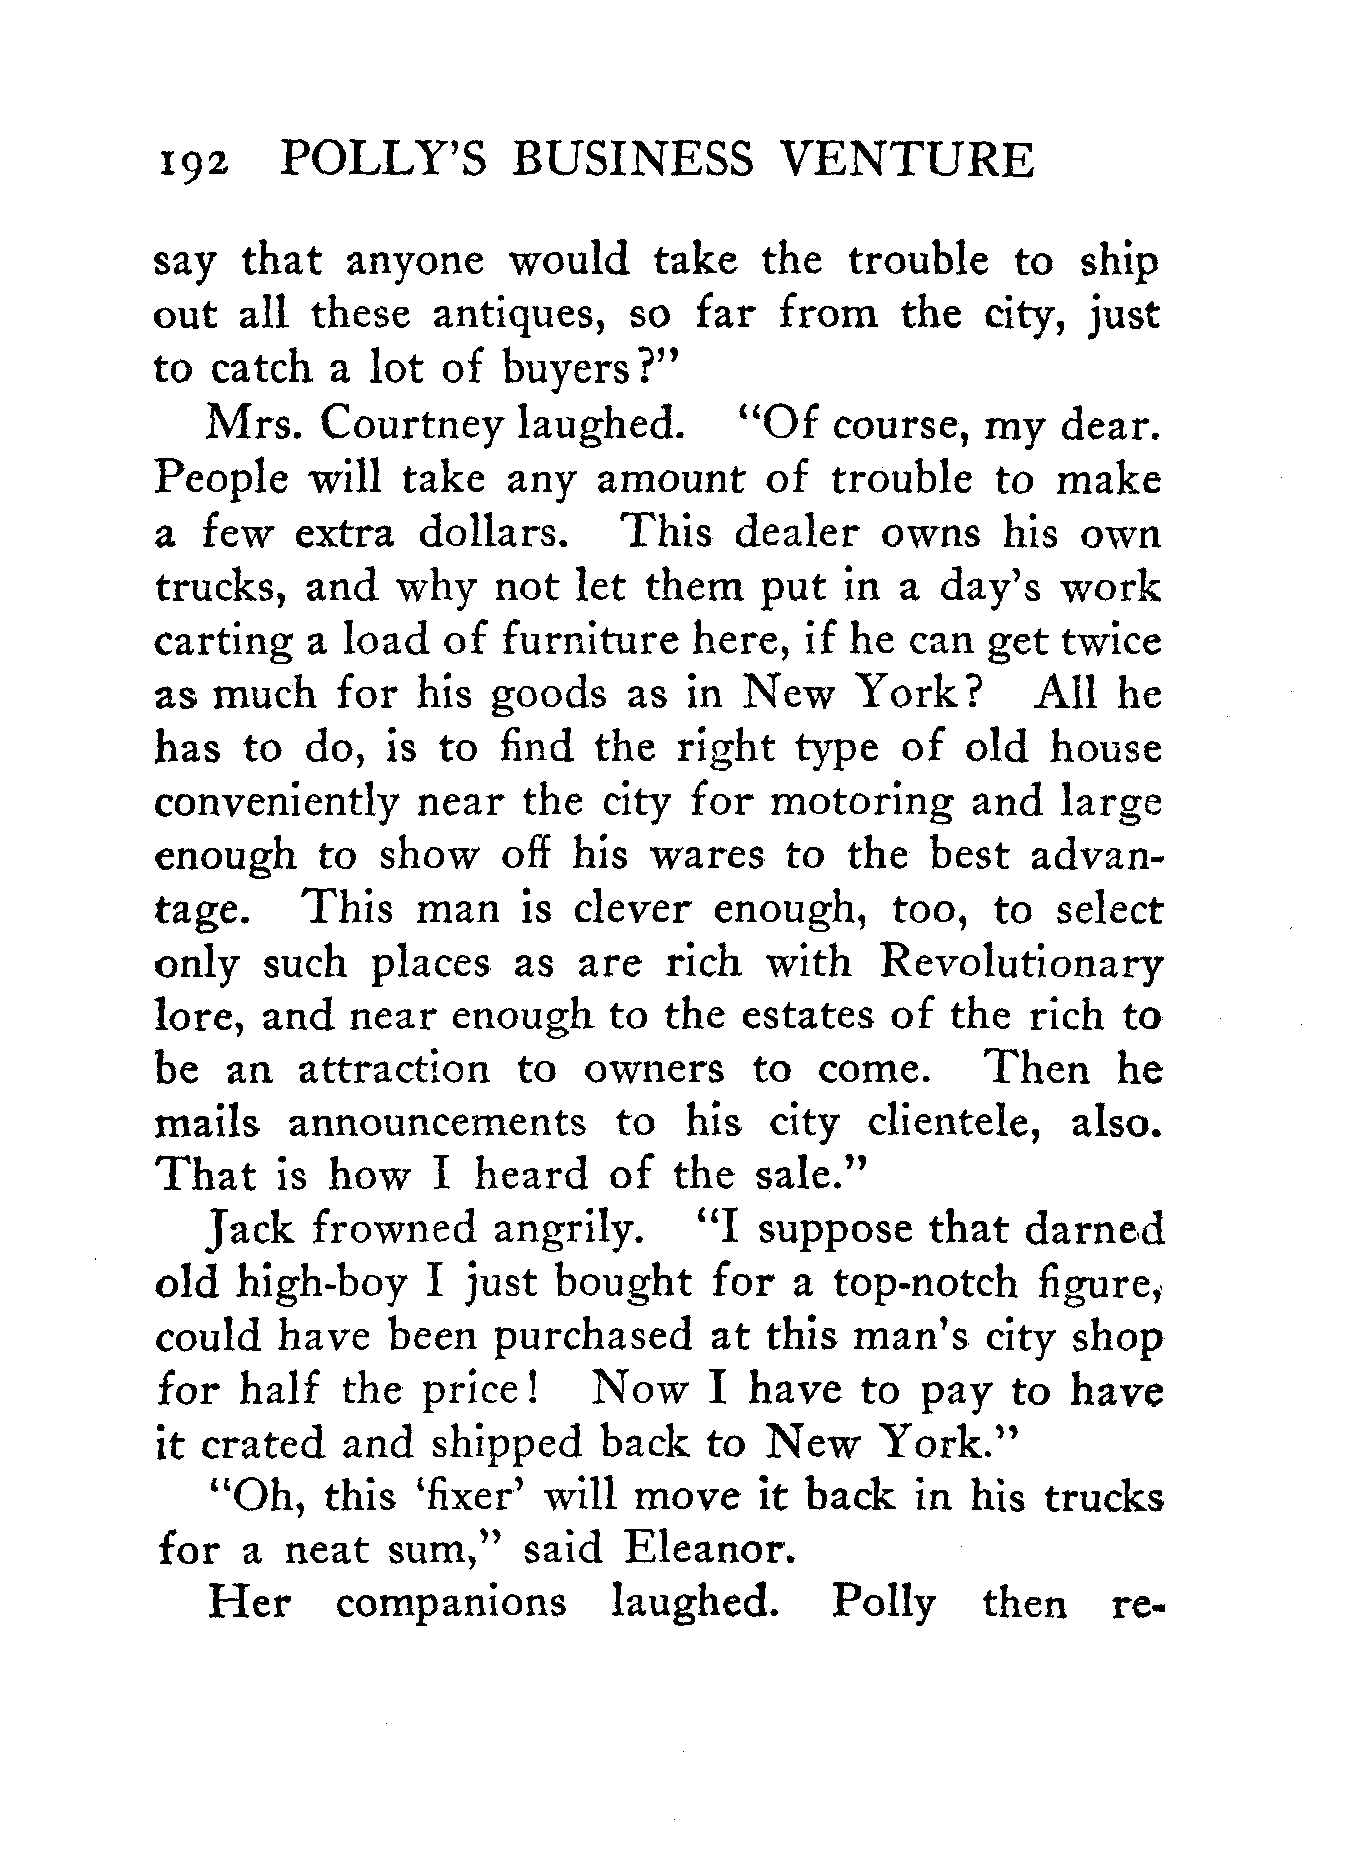 192 POLLY'S BUSINESS VENTURE
say that anyone would take the trouble to ship
out all these antiques, so far from the city, just
to catch a lot of buyers?"
Mrs. Courtney laughed. "Of course, my dear.
People will take any amount of trouble to make
a few extra dollars. This dealer owns his own
trucks, and why not let them put in a day's work
carting a load of furniture here, if he can get twice
as much for his goods as in New York? All he
has to do, is to find the right type of old house
conveniently near the city for motoring and large
enough to show off his wares to the best advan-
tage. This man is clever enough, too, to select
only such places as are rich with Revolutionary
lore, and near enough to the estates of the rich to
be an attraction to owners to come. Then he
mails announcements to his city clientele, also.
That is how I heard of the sale."
Jack frowned angrily. "I suppose that darned
old high-boy I just bought for a top-notch figure,
could have been purchased at this man's city shop
for half the price! Now I have to pay to have
it crated and shipped back to New York."
"Oh, this 'fixer' will move it back in his trucks
for a neat sum," said Eleanor.
Her companions laughed. Polly then re-